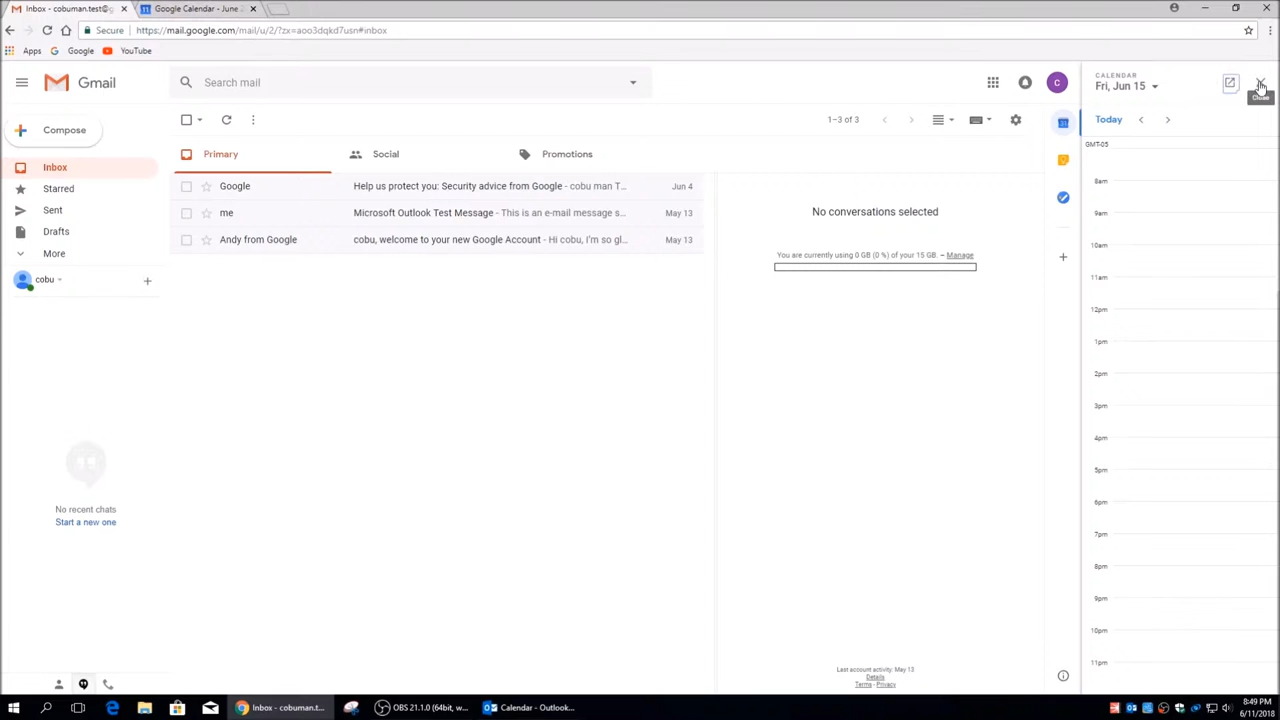 Inbox - cobuman.test@g
Google Calendar - June
Secure
https://mail.google.com/mail/u/2/?zx=aoo3dqkd7usn#inbox
Apps
Google
YouTube
Gmail
Search mail
C
CALENDAR
Fri, Jun 15
Close
Compose
1–3 of 3
Today
GMT-05
Inbox
Starred
Sent
Drafts
More
cobu
Primary
Social
Promotions
Google
Help us protect you: Security advice from Google - cobu man T...
Jun 4
me
Microsoft Outlook Test Message - This is an e-mail message s...
May 13
Andy from Google
cobu, welcome to your new Google Account - Hi cobu, I'm so gl...
May 13
No conversations selected
You are currently using 0 GB (0 %) of your 15 GB. – Manage
8am
9am
10am
11am
12pm
1pm
2pm
3pm
4pm
5pm
6pm
7pm
8pm
9pm
10pm
11pm
No recent chats
Start a new one
Last account activity: May 13
Details
Terms - Privacy
Inbox - cobuman.t...
OBS 21.1.0 (64bit, w...
Calendar - Outlook...
8:49 PM
6/11/2018